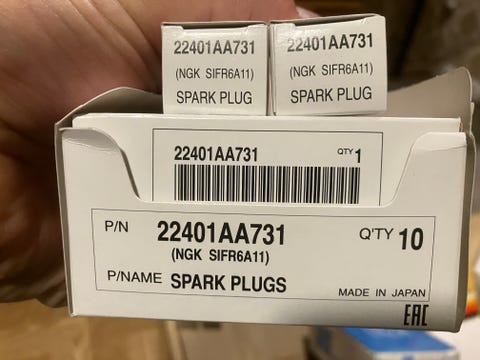 22401AA731
(NGK SIFR6A11)
SPARK PLUG
22401AA731
(NGK SIFR6A11)
SPARK PLUG
22401AA731 QTY 1
P/N 22401AA731 Q'TY 10
(NGK SIFR6A11)
P/NAME SPARK PLUGS
MADE IN JAPAN
EAC